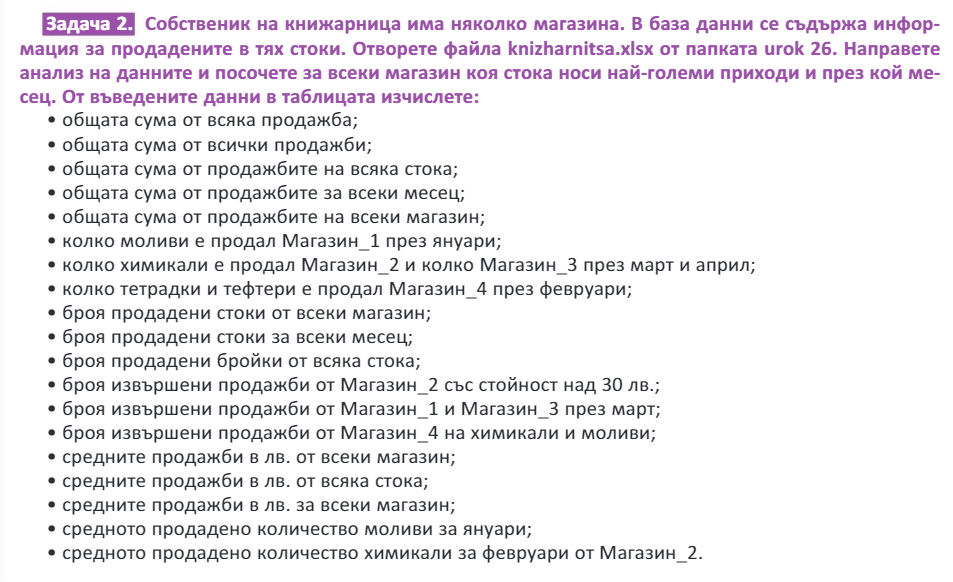 Задача 2. Собственик на книжарница има няколко магазина. В база данни се съдържа инфор-
мация за продадените в тях стоки. Отворете файла knizharnitsa.xlsx от папката urok 26. Направете
анализ на данните и посочете за всеки магазин коя стока носи най-големи приходи и през кой ме-
сец. От въведените данни в таблицата изчислете:
• общата сума от всяка продажба;
• общата сума от всички продажби;
• общата сума от продажбите на всяка стока;
• общата сума от продажбите за всеки месец;
• общата сума от продажбите на всеки магазин;
• колко моливи е продал Магазин_1 през януари;
• колко химикали е продал Магазин_2 и колко Магазин_3 през март и април;
• колко тетрадки и тефтери е продал Магазин_4 през февруари;
• броя продадени стоки от всеки магазин;
• броя продадени стоки за всеки месец;
• броя продадени бройки от всяка стока;
• броя извършени продажби от Магазин_2 със стойност над 30 лв.;
• броя извършени продажби от Магазин_1 и Магазин_3 през март;
• броя извършени продажби от Магазин_4 на химикали и моливи;
• средните продажби в лв. от всеки магазин;
• средните продажби в лв. от всяка стока;
• средните продажби в лв. за всеки магазин;
• средното продадено количество моливи за януари;
• средното продадено количество химикали за февруари от Магазин_2.